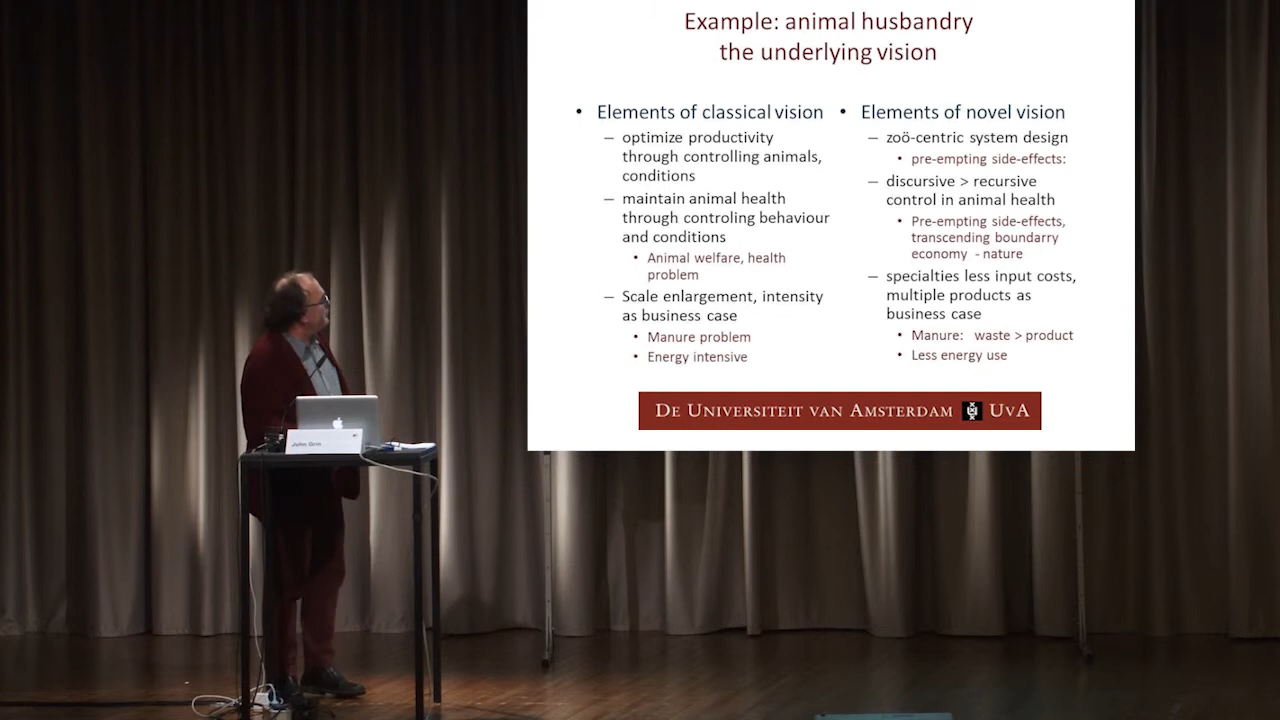 Example: animal husbandry
the underlying vision
• Elements of classical vision
– optimize productivity
through controlling animals,
conditions
– maintain animal health
through controling behaviour
and conditions
• Animal welfare, health
problem
– Scale enlargement, intensity
as business case
• Manure problem
• Energy intensive
• Elements of novel vision
– zoö-centric system design
• pre-empting side-effects:
– discursive > recursive
control in animal health
• Pre-empting side-effects,
transcending boundarry
economy - nature
– specialties less input costs,
multiple products as
business case
• Manure: waste > product
• Less energy use
DE UNIVERSITEIT VAN AMSTERDAM UvA
John Grin